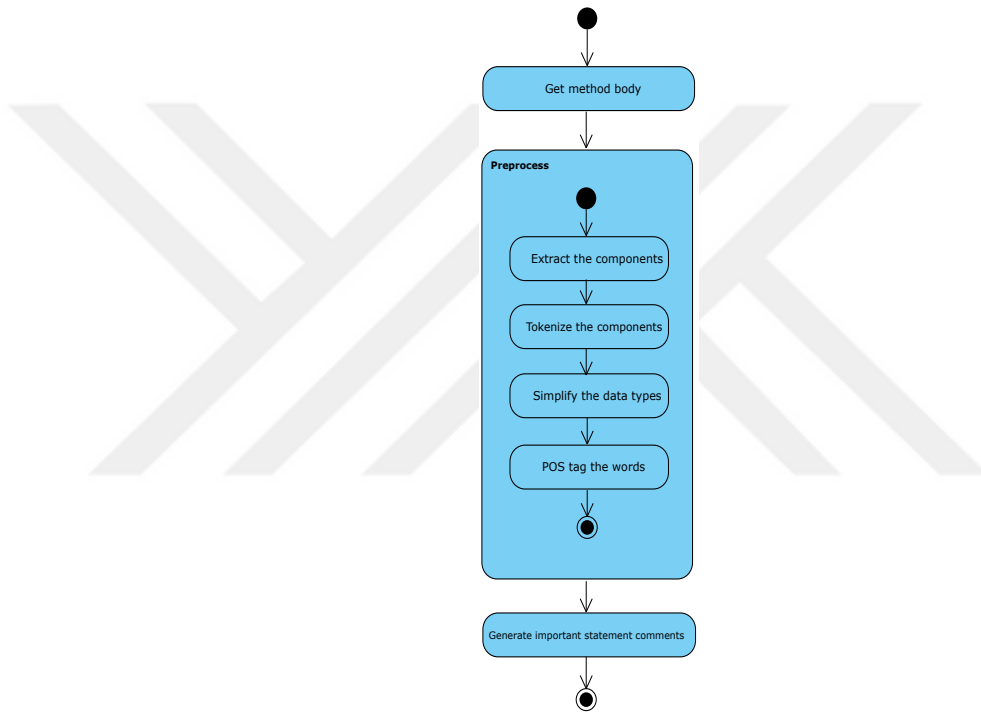 Get method body
Preprocess
Extract the components
Tokenize the components
Simplify the data types
POS tag the words
Generate important statement comments